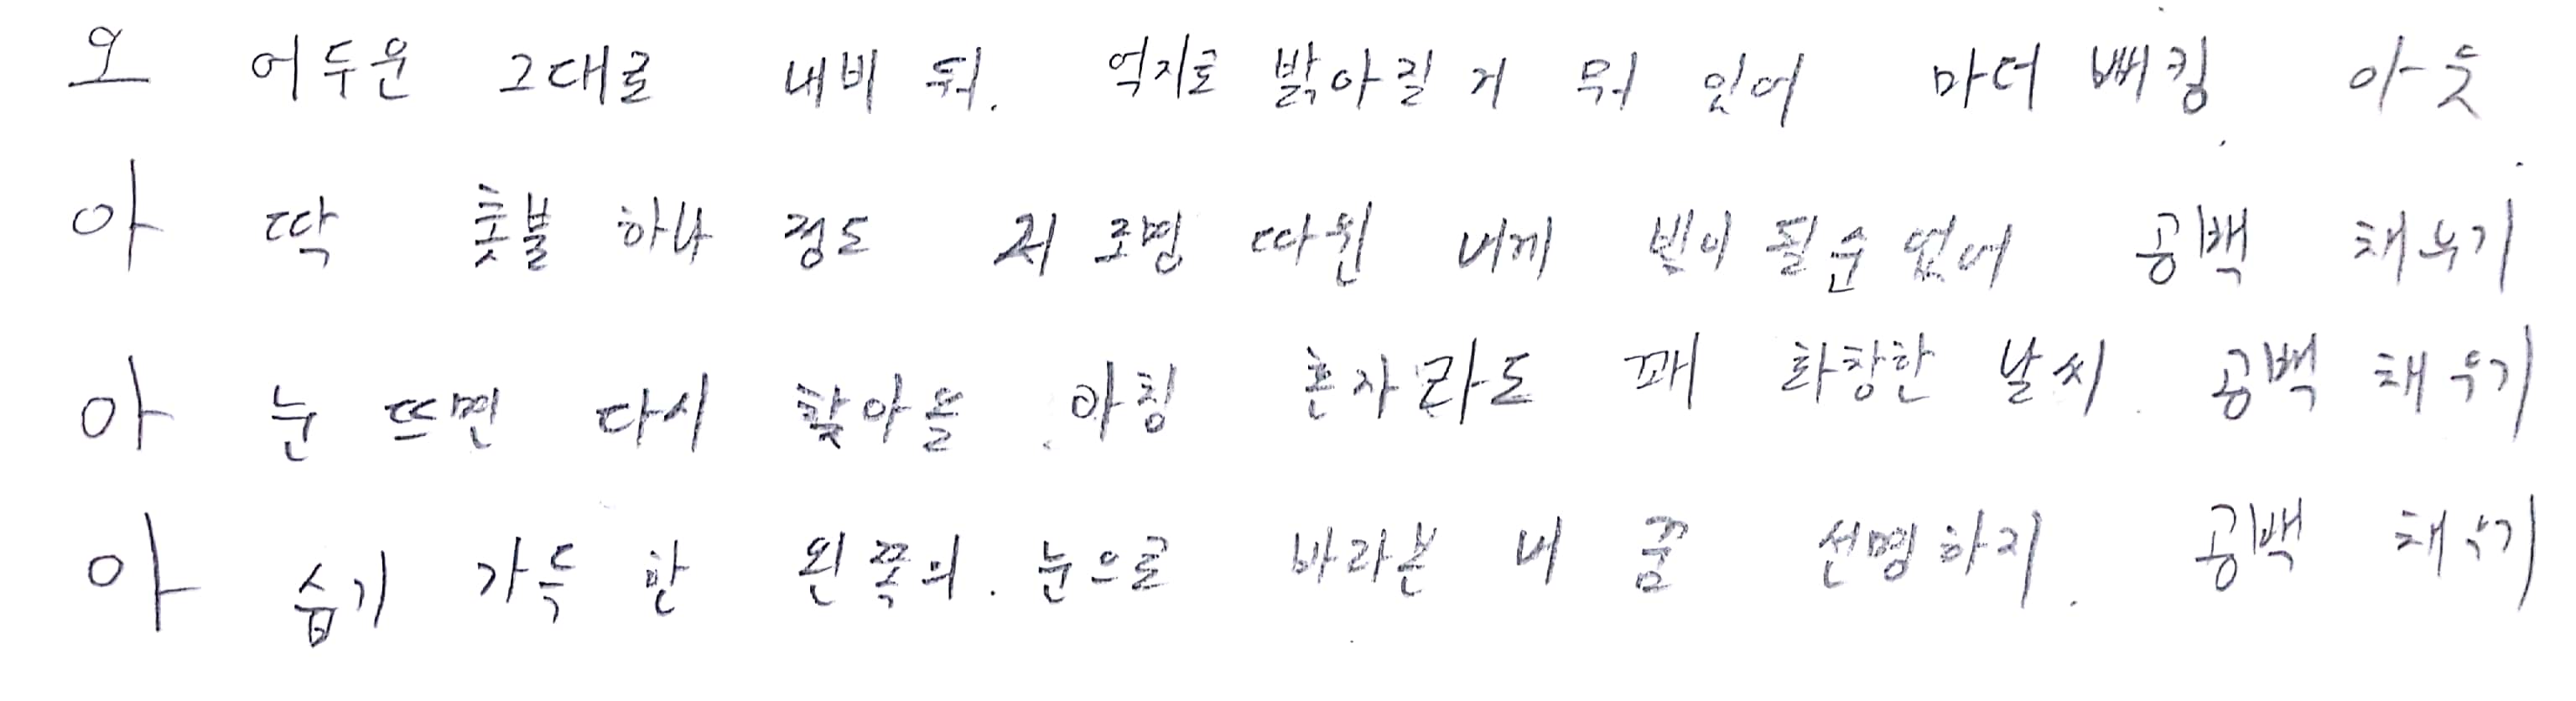 오 어두운 그대로 내비 둬. 억지로 밝아질 게 뭐 있어 마더 뻐킹 아웃
아 딱 촛불 하나 정도 저 조명 따윈 내게 빛이 될순 없어 공백 채우기
아 눈 뜨면 다시 찾아올 아침 혼자라도 꽤 화창한 날씨 공백 채우기
아 습기 가득 한 왼쪽의 눈으로 바라본 내 꿈 선명하지. 공백 채우기